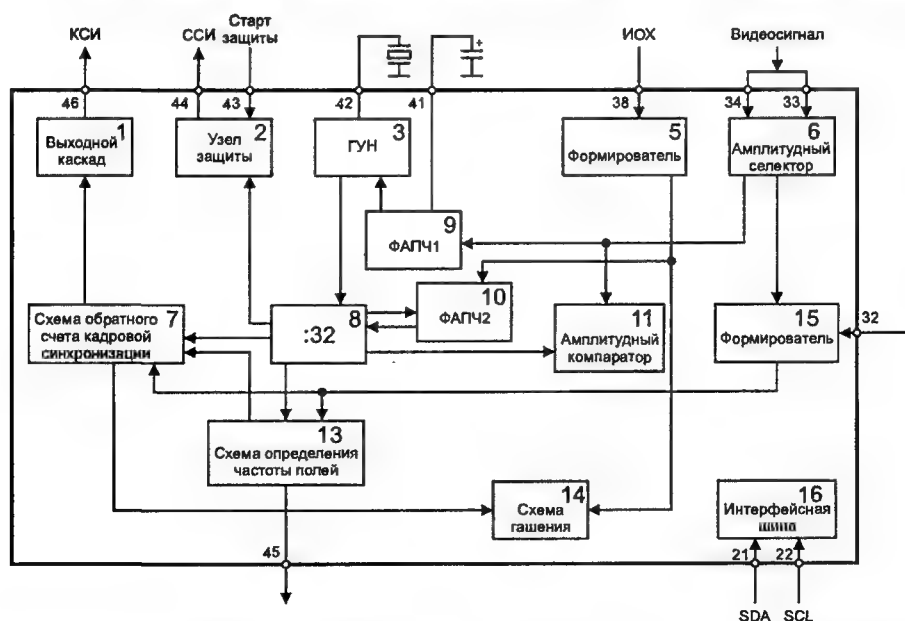 КСИ
ССИ
Старт
защиты
+
ИОХ
Видеосигнал
46
44
43
42
41
38
34
33
1
Выходной
каскад
2
Узел
защиты
3
ГУН
5
Формирователь
6
Амплитудный
селектор
9
ФАПЧ1
7
Схема обратного
счета кадровой
синхронизации
8
:32
10
ФАПЧ2
11
Амплитудный
компаратор
15
Формирователь
32
13
Схема определения
частоты полей
14
Схема
гашения
16
Интерфейсная
шина
45
21
22
SDA
SCL